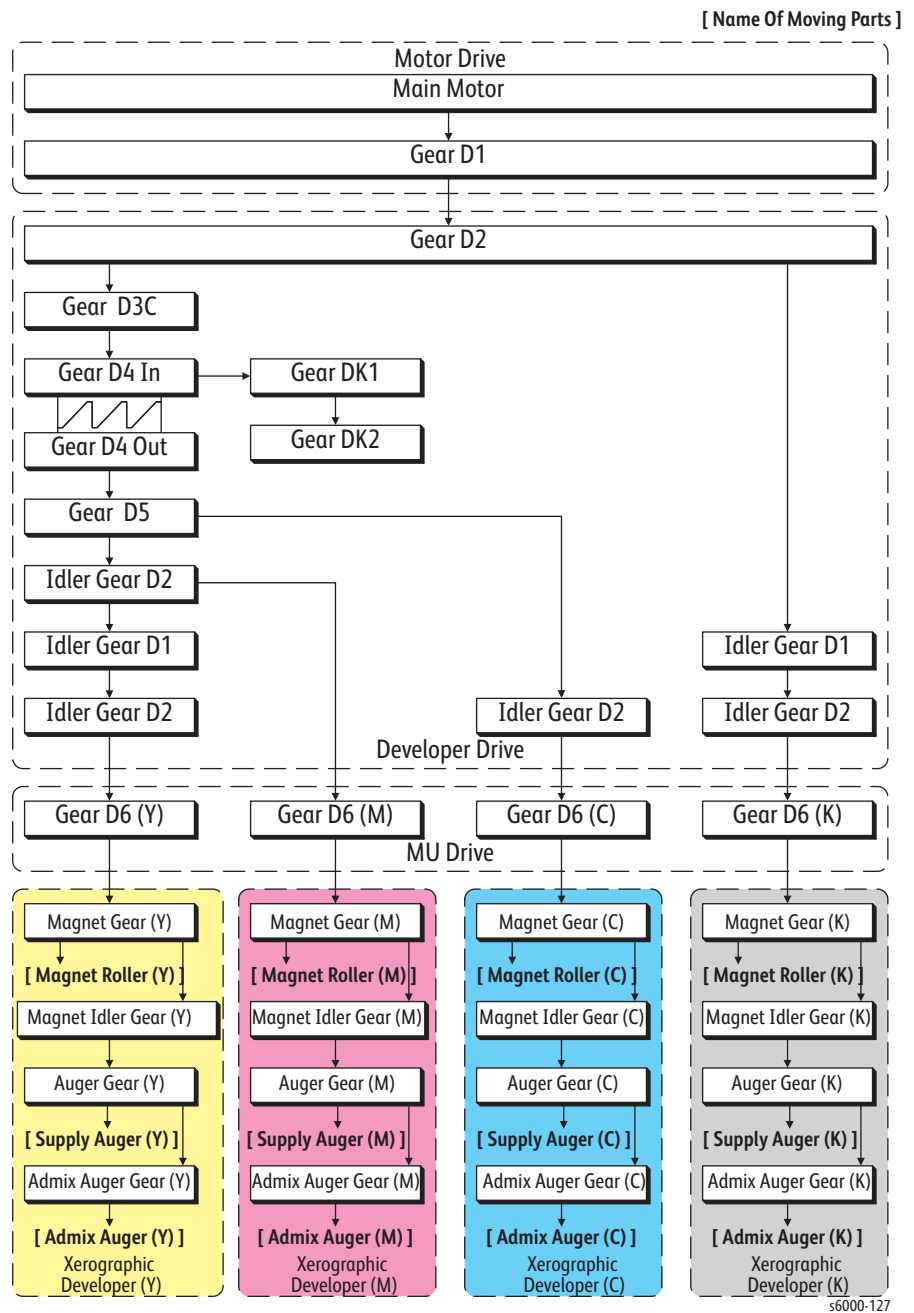 [ Name Of Moving Parts ]
Motor Drive
Main Motor
Gear D1
Gear D2
Gear D3C
Gear D4 In
Gear DK1
Gear D4 Out
Gear DK2
Gear D5
Idler Gear D2
Idler Gear D1
Idler Gear D1
Idler Gear D2
Idler Gear D2
Idler Gear D2
Developer Drive
Gear D6 (Y)
Gear D6 (M)
Gear D6 (C)
Gear D6 (K)
MU Drive
Magnet Gear (Y)
[ Magnet Roller (Y) ]
Magnet Idler Gear (Y)
Auger Gear (Y)
[ Supply Auger (Y) ]
Admix Auger Gear (Y)
[ Admix Auger (Y) ]
Xerographic
Developer (Y)
Magnet Gear (M)
[ Magnet Roller (M) ]
Magnet Idler Gear (M)
Auger Gear (M)
[ Supply Auger (M) ]
Admix Auger Gear (M)
[ Admix Auger (M) ]
Xerographic
Developer (M)
Magnet Gear (C)
[ Magnet Roller (C) ]
Magnet Idler Gear (C)
Auger Gear (C)
[ Supply Auger (C) ]
Admix Auger Gear (C)
[ Admix Auger (C) ]
Xerographic
Developer (C)
Magnet Gear (K)
[ Magnet Roller (K) ]
Magnet Idler Gear (K)
Auger Gear (K)
[ Supply Auger (K) ]
Admix Auger Gear (K)
[ Admix Auger (K) ]
Xerographic
Developer (K)
s6000-127